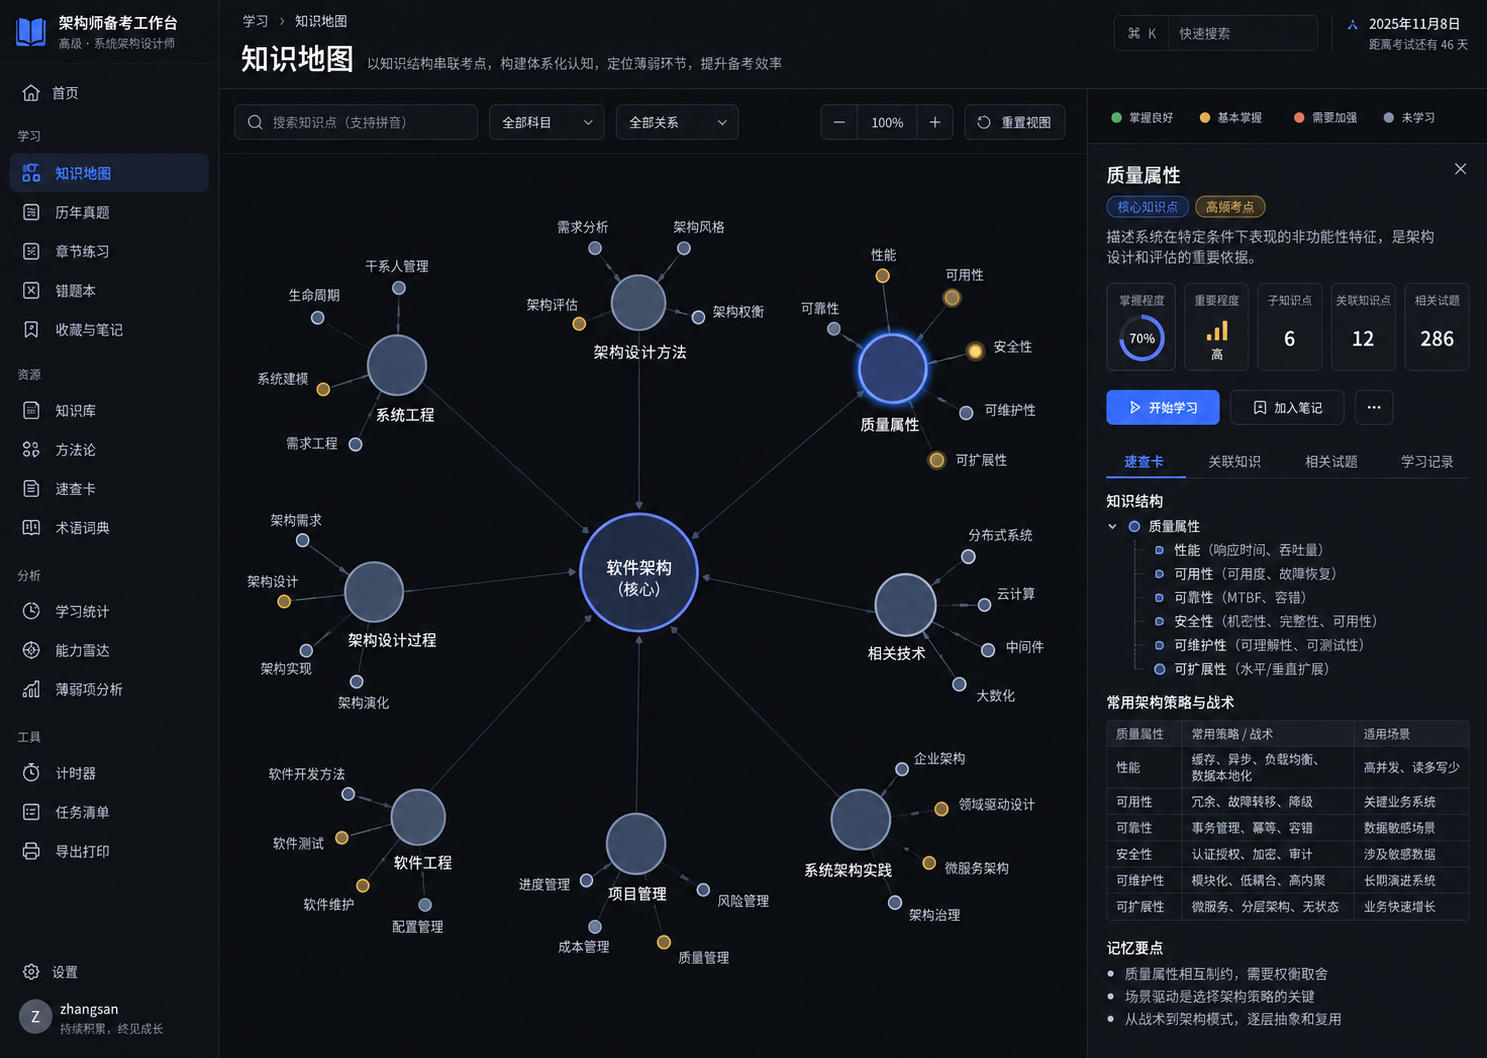 架构师备考工作台
高级 · 系统架构设计师
首页
学习
知识地图
历年真题
章节练习
错题本
收藏与笔记
资源
知识库
方法论
速查卡
术语词典
分析
学习统计
能力雷达
薄弱项分析
工具
计时器
任务清单
导出打印
设置
Z
zhangsan
持续积累，终见成长
学习 > 知识地图
知识地图 以知识结构串联考点，构建体系化认知，定位薄弱环节，提升备考效率
⌘ K 快速搜索
2025年11月8日
距离考试还有 46 天
搜索知识点（支持拼音）
全部科目
全部关系
100%
重置视图
掌握良好
基本掌握
需要加强
未学习
需求分析
架构风格
架构评估
架构权衡
架构设计方法
干系人管理
生命周期
系统建模
需求工程
系统工程
性能
可用性
可靠性
安全性
可维护性
可扩展性
质量属性
架构需求
架构设计
架构实现
架构演化
架构设计过程
软件架构
（核心）
分布式系统
云计算
中间件
大数化
相关技术
软件开发方法
软件测试
软件维护
配置管理
软件工程
进度管理
成本管理
质量管理
风险管理
项目管理
企业架构
领域驱动设计
微服务架构
架构治理
系统架构实践
质量属性
核心知识点
高频考点
描述系统在特定条件下表现的非功能性特征，是架构
设计和评估的重要依据。
掌握程度
70%
重要程度
高
子知识点
6
关联知识点
12
相关试题
286
开始学习
加入笔记
···
速查卡
关联知识
相关试题
学习记录
知识结构
质量属性
性能（响应时间、吞吐量）
可用性（可用度、故障恢复）
可靠性（MTBF、容错）
安全性（机密性、完整性、可用性）
可维护性（可理解性、可测试性）
可扩展性（水平/垂直扩展）
常用架构策略与战术
质量属性 常用策略 / 战术 适用场景
性能 缓存、异步、负载均衡、
数据本地化 高并发、读多写少
可用性 冗余、故障转移、降级 关键业务系统
可靠性 事务管理、幂等、容错 数据敏感场景
安全性 认证授权、加密、审计 涉及敏感数据
可维护性 模块化、低耦合、高内聚 长期演进系统
可扩展性 微服务、分层架构、无状态 业务快速增长
记忆要点
质量属性相互制约，需要权衡取舍
场景驱动是选择架构策略的关键
从战术到架构模式，逐层抽象和复用